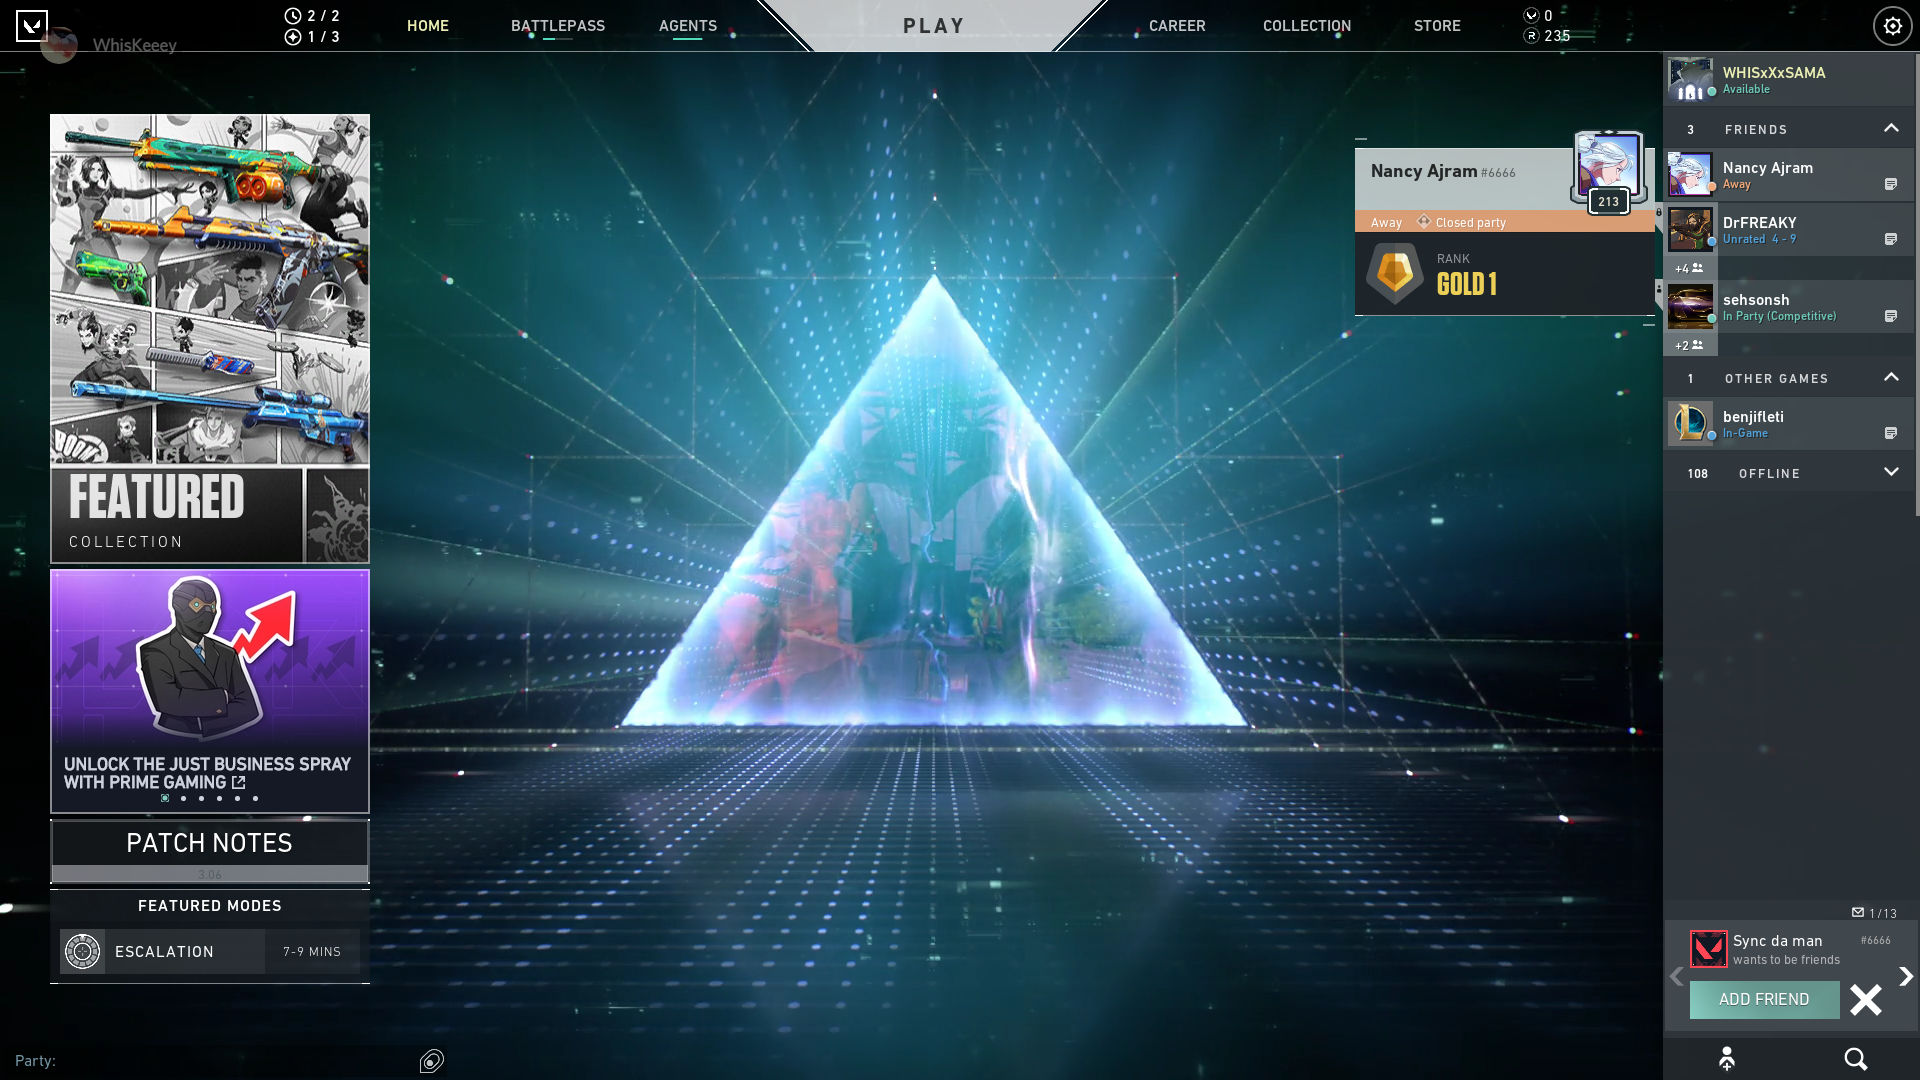 2 / 2
1 / 3
WhisKeeey
HOME
BATTLEPASS
AGENTS
PLAY
CAREER
COLLECTION
STORE
0
R 235
BOOM
FEATURED
COLLECTION
UNLOCK THE JUST BUSINESS SPRAY
WITH PRIME GAMING
PATCH NOTES
3.06
FEATURED MODES
ESCALATION
7-9 MINS
Party:
Nancy Ajram #6666
213
Away
Closed party
RANK
GOLD 1
WHISxXxSAMA
Available
3 FRIENDS
Nancy Ajram
Away
DrFREAKY
Unrated 4 - 9
+4
sehsonsh
In Party (Competitive)
+2
1 OTHER GAMES
benjifleti
In-Game
108 OFFLINE
1/13
Sync da man #6666
wants to be friends
ADD FRIEND